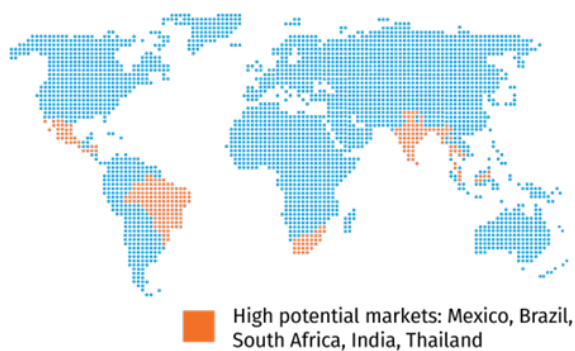 High potential markets: Mexico, Brazil,
South Africa, India, Thailand